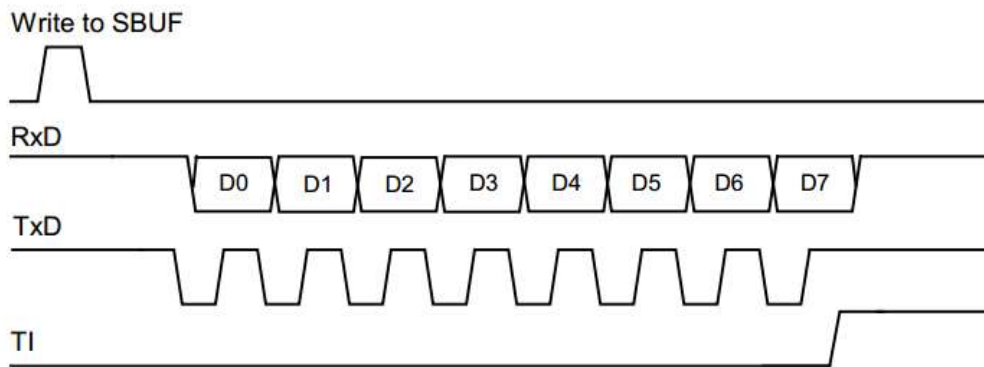 Write to SBUF
RxD
D0 D1 D2 D3 D4 D5 D6 D7
TxD
TI